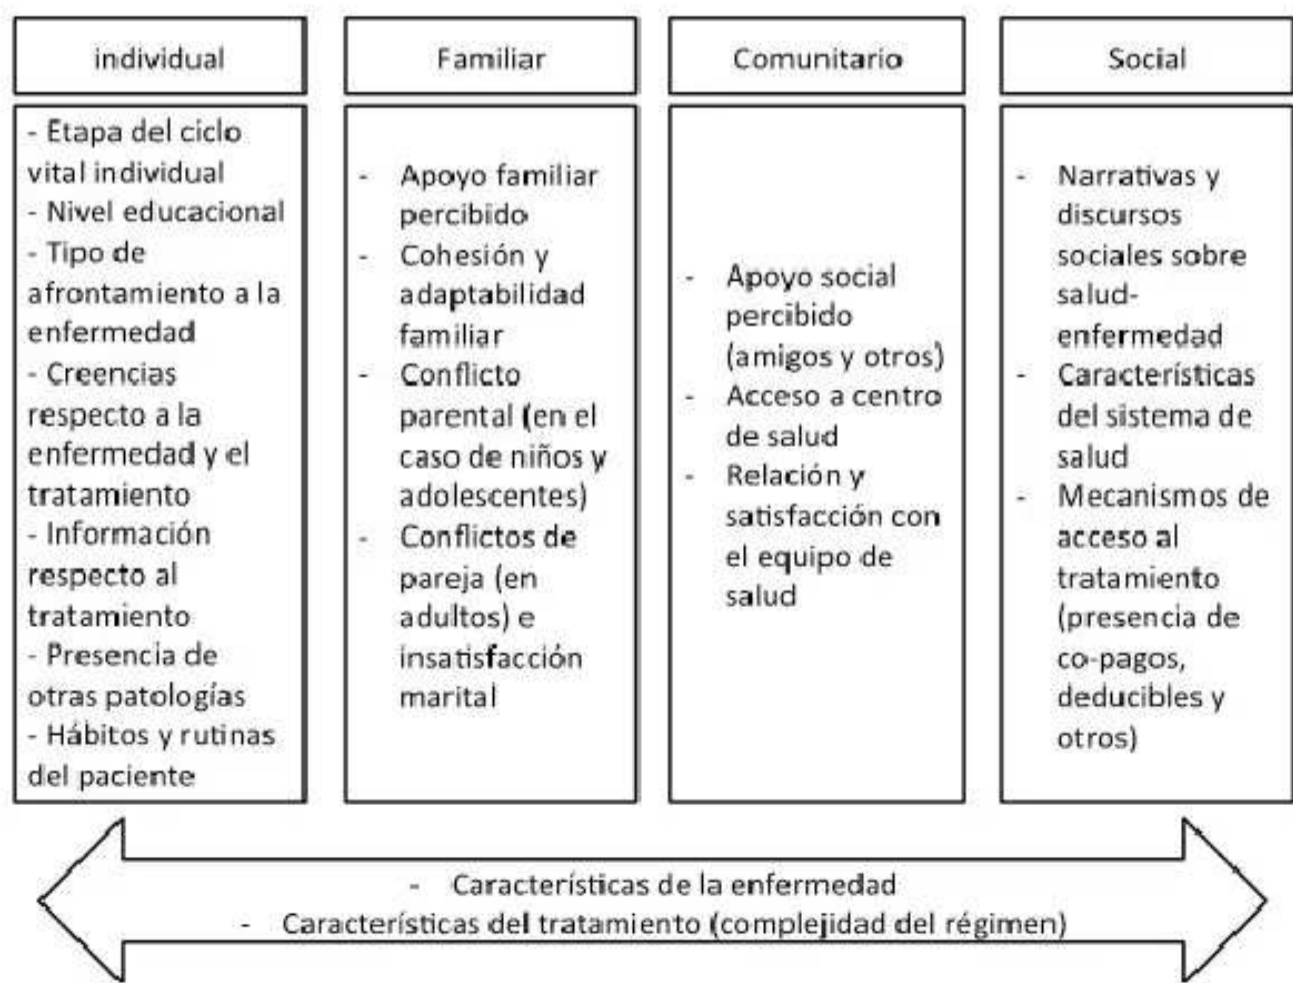 individual
- Etapa del ciclo
vital individual
- Nivel educacional
- Tipo de
afrontamiento a la
enfermedad
- Creencias
respecto a la
enfermedad y el
tratamiento
- Información
respecto al
tratamiento
- Presencia de
otras patologías
- Hábitos y rutinas
del paciente
Familiar
- Apoyo familiar
percibido
- Cohesión y
adaptabilidad
familiar
- Conflicto
parental (en el
caso de niños y
adolescentes)
- Conflictos de
pareja (en
adultos) e
insatisfacción
marital
Comunitario
- Apoyo social
percibido
(amigos y otros)
- Acceso a centro
de salud
- Relación y
satisfacción con
el equipo de
salud
Social
- Narrativas y
discursos
sociales sobre
salud-
enfermedad
- Características
del sistema de
salud
- Mecanismos de
acceso al
tratamiento
(presencia de
co-pagos,
deducibles y
otros)
- Características de la enfermedad
- Características del tratamiento (complejidad del régimen)